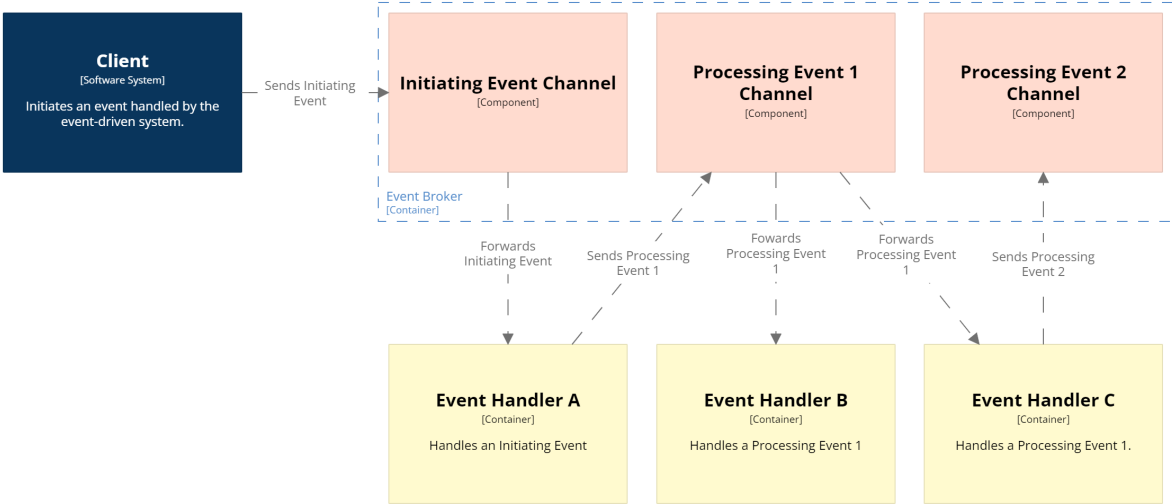 Client
[Software System]
Initiates an event handled by the
event-driven system.
Sends Initiating
Event
Initiating Event Channel
[Component]
Processing Event 1
Channel
[Component]
Processing Event 2
Channel
[Component]
Event Broker
[Container]
Forwards
Initiating Event
Sends Processing
Event 1
Fowards
Processing Event
1
Forwards
Processing Event
1
Sends Processing
Event 2
Event Handler A
[Container]
Handles an Initiating Event
Event Handler B
[Container]
Handles a Processing Event 1
Event Handler C
[Container]
Handles a Processing Event 1.